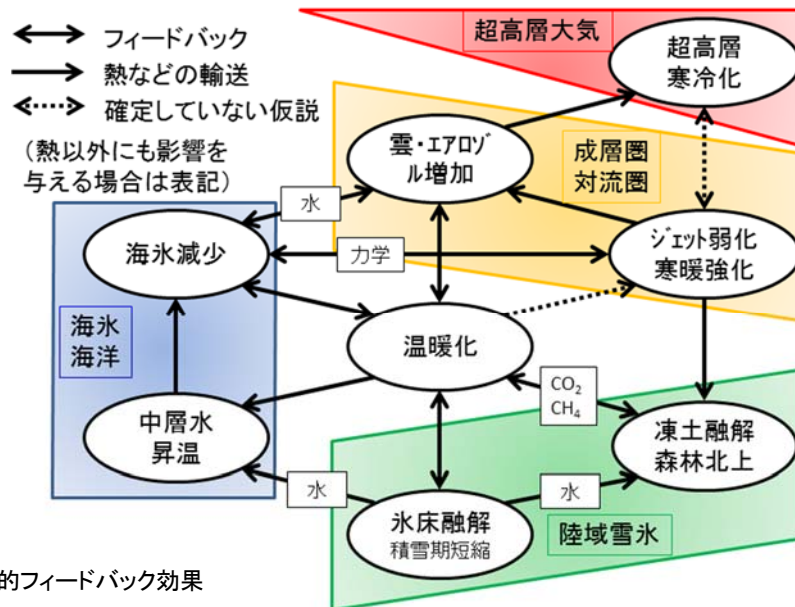 フィードバック
熱などの輸送
確定していない仮説
(熱以外にも影響を
与える場合は表記)
超高層大気
超高層
寒冷化
雲・エアロゾ
ル増加
成層圏
対流圏
水
海氷減少
力学
ジェット弱化
寒暖強化
海氷
海洋
温暖化
CO2
CH4
中層水
昇温
凍土融解
森林北上
水
水
氷床融解
積雪期短縮
陸域雪氷
的フィードバック効果